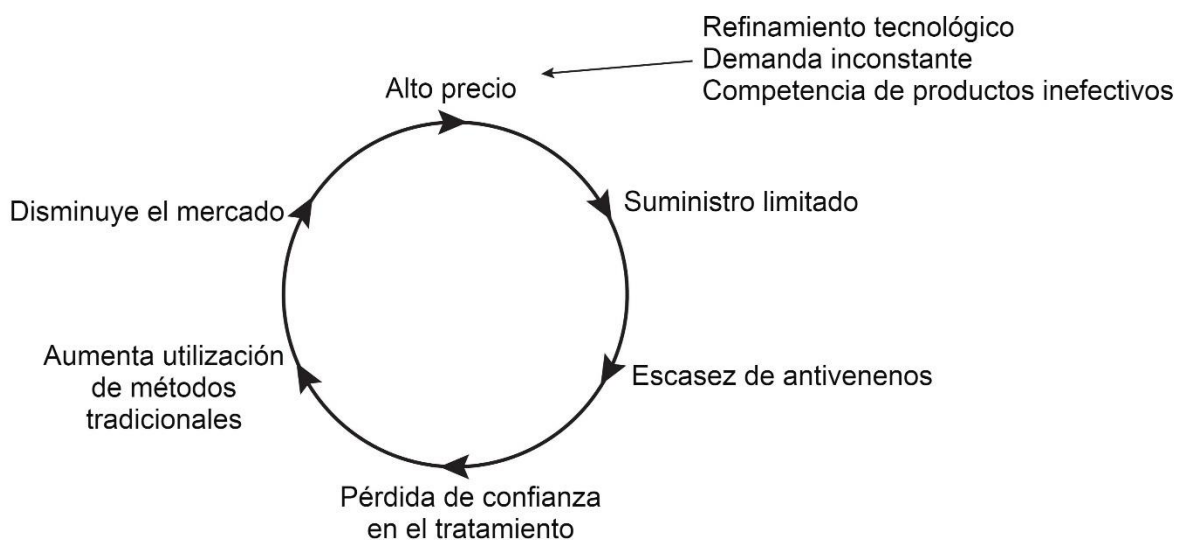 Refinamiento tecnológico
Demanda inconstante
Competencia de productos inefectivos
Alto precio
Suministro limitado
Escasez de antivenenos
Pérdida de confianza
en el tratamiento
Aumenta utilización
de métodos
tradicionales
Disminuye el mercado